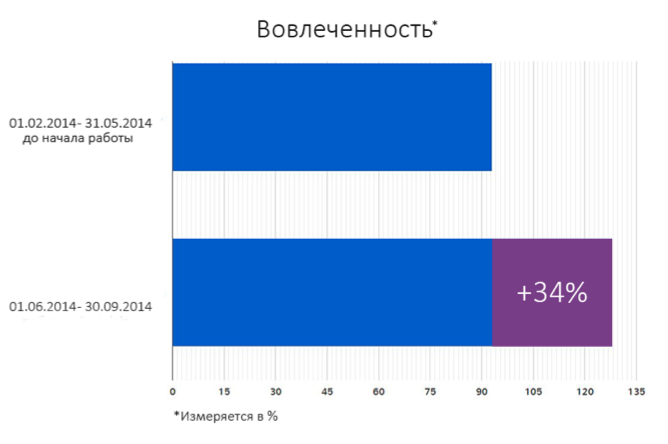 Вовлеченность*
01.02.2014- 31.05.2014
до начала работы
+34%
01.06.2014- 30.09.2014
0 15 30 45 60 75 90 105 120 135
*Измеряется в %